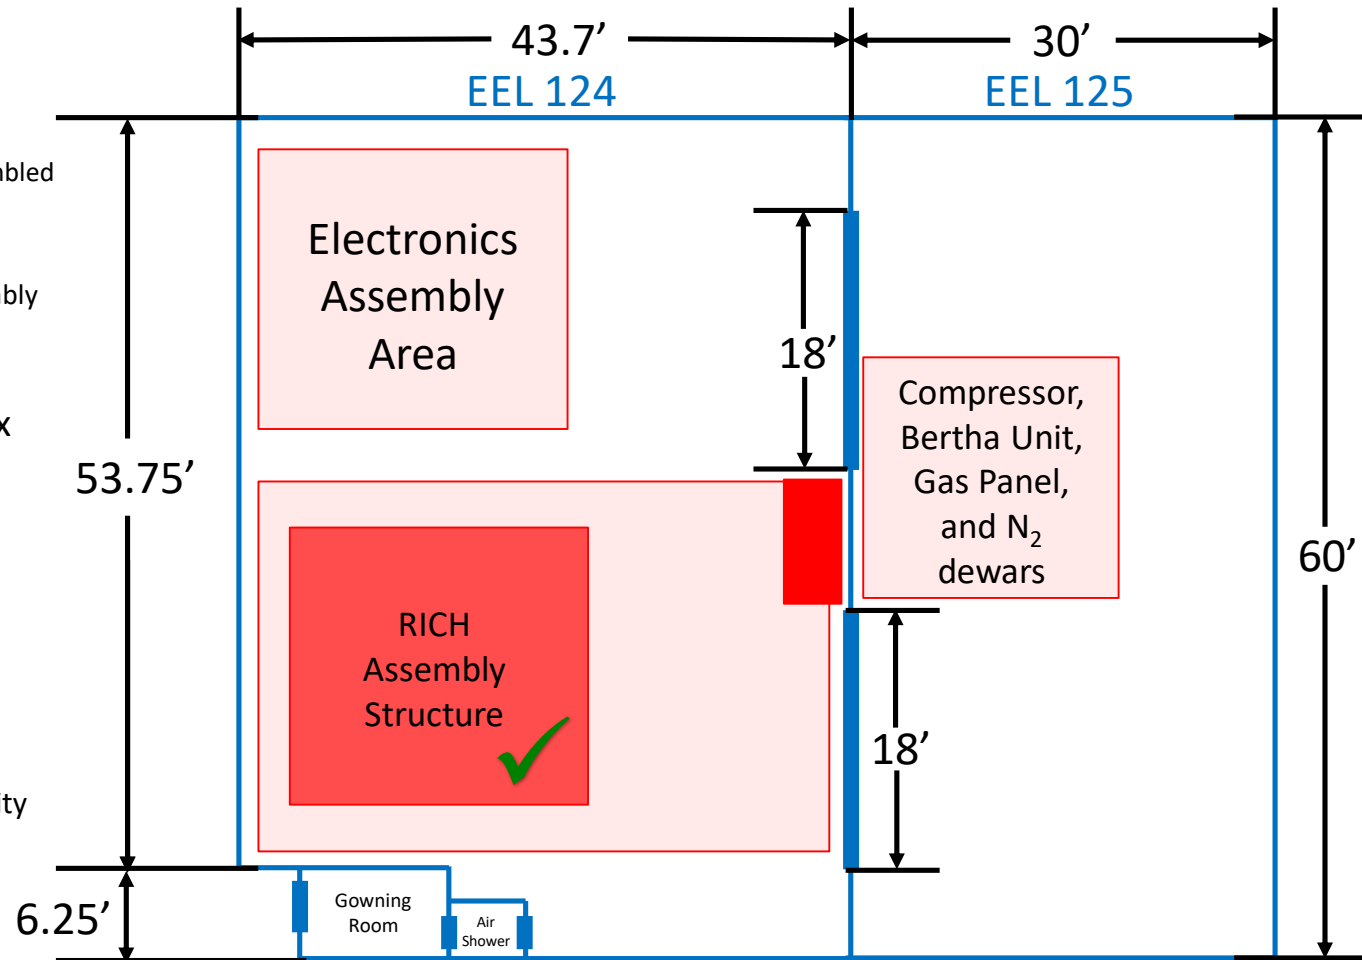 43.7’
30’
EEL 124
EEL 125
Electronics
Assembly
Area
18’
Compressor,
Bertha Unit,
Gas Panel,
and N2
dewars
53.75’
60’
RICH
Assembly
Structure
18’
6.25’
Gowning
Room
Air
Shower